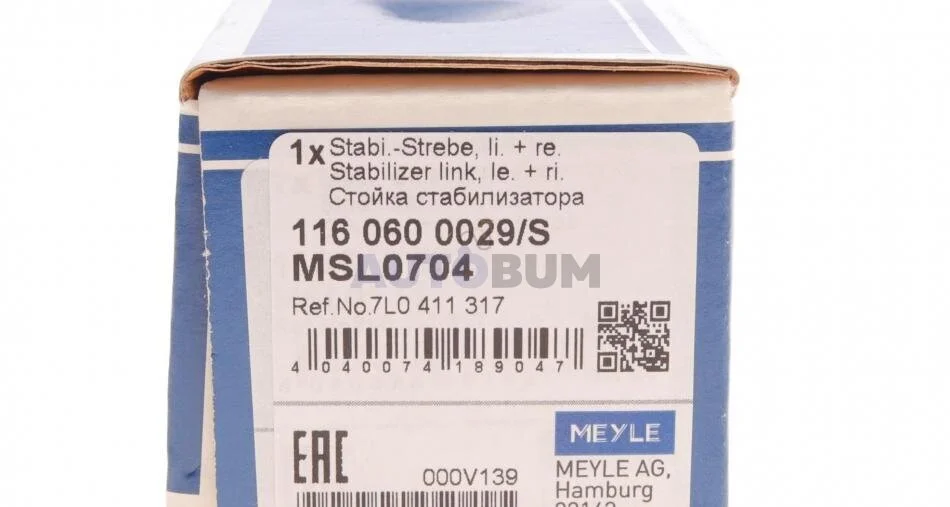 1x Stabi.-Strebe, li. + re.
Stabilizer link, le. + ri.
Стойка стабилизатора
116 060 0029/S
MSL0704
AUTOBUM
Ref.No.7L0 411 317
4 040074 189047
EAC
000V139
MEYLE
MEYLE AG,
Hamburg